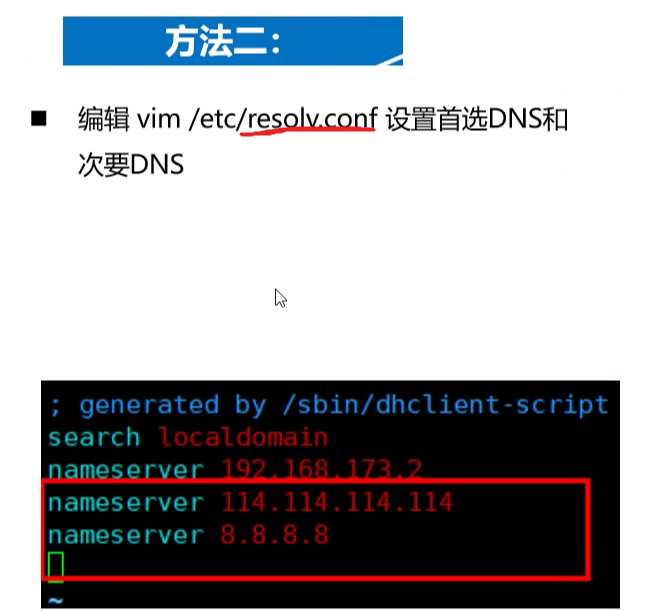 方法二：
■ 编辑 vim /etc/resolv.conf 设置首选DNS和
次要DNS
; generated by /sbin/dhclient-script
search localdomain
nameserver 192.168.173.2
nameserver 114.114.114.114
nameserver 8.8.8.8
~